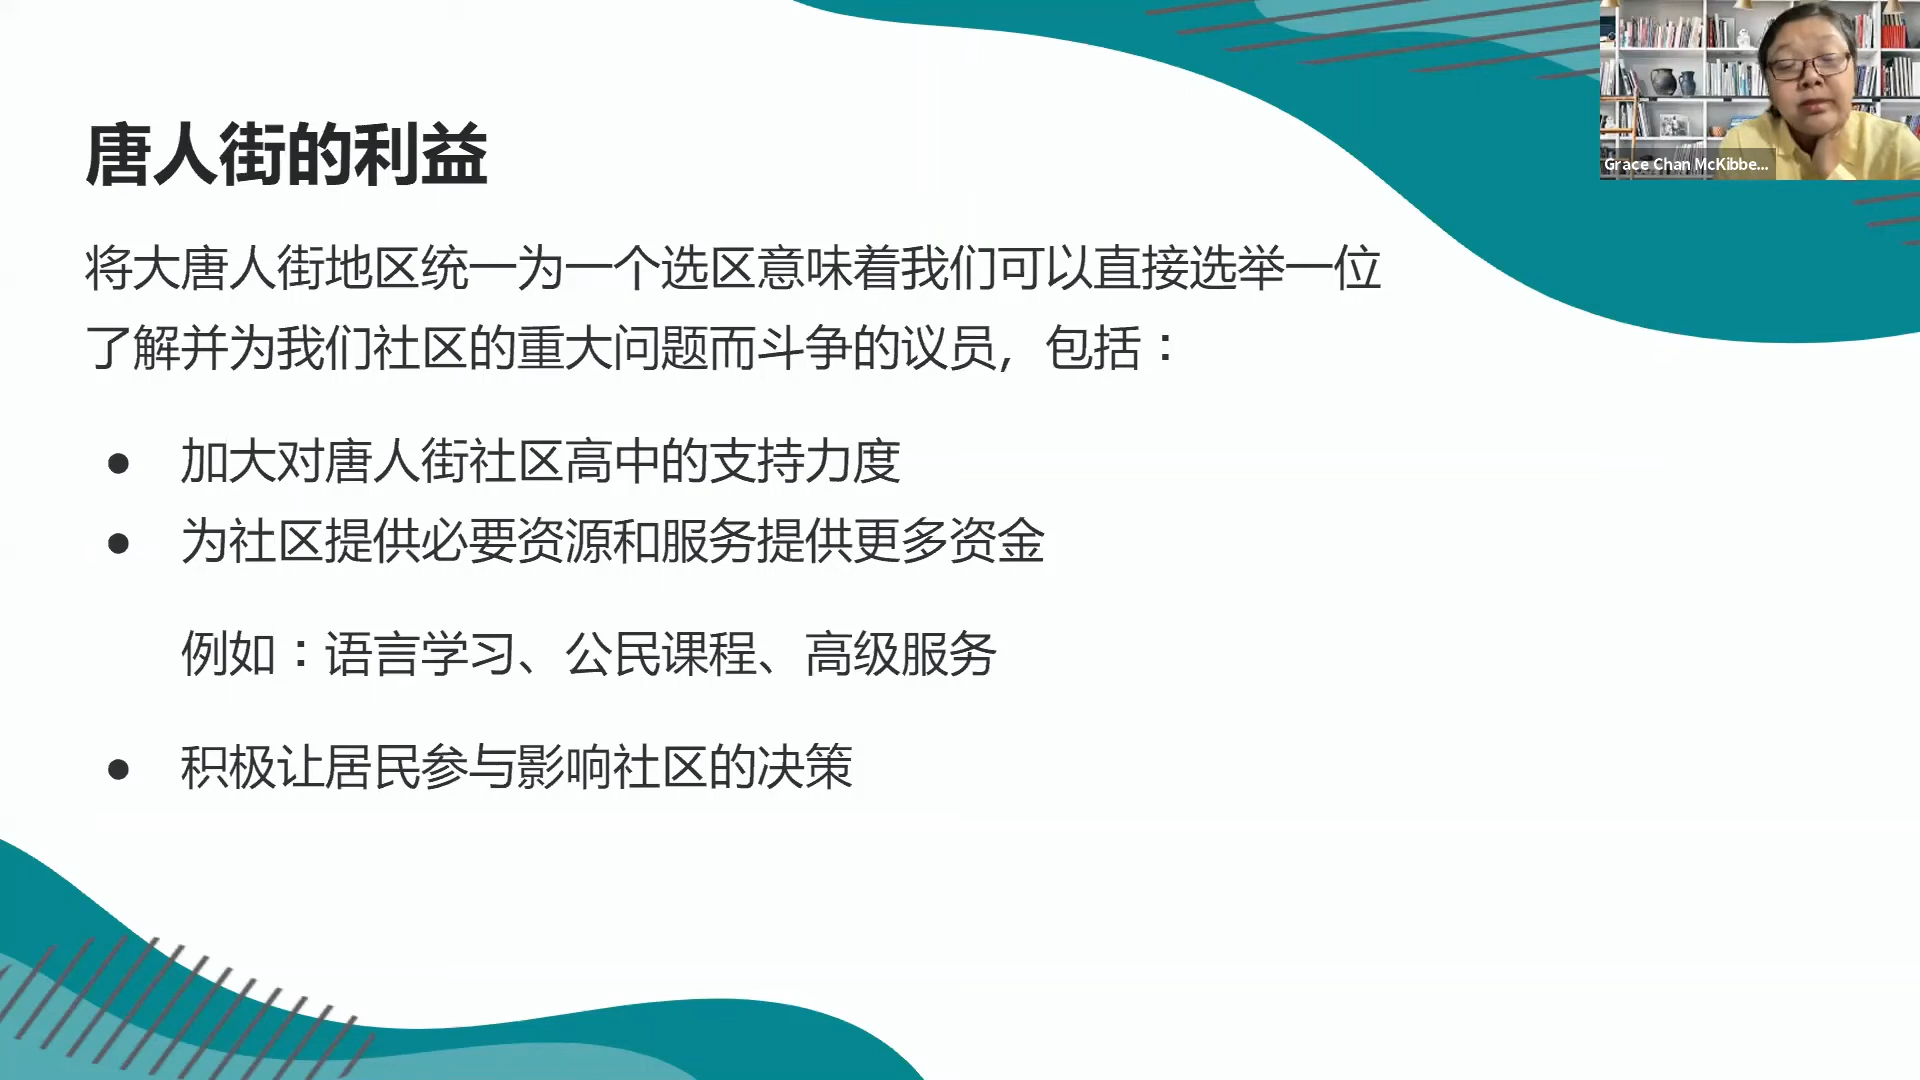 唐人街的利益
将大唐人街地区统一为一个选区意味着我们可以直接选举一位
了解并为我们社区的重大问题而斗争的议员，包括：
● 加大对唐人街社区高中的支持力度
● 为社区提供必要资源和服务提供更多资金
例如：语言学习、公民课程、高级服务
● 积极让居民参与影响社区的决策
Grace Chan McKibbe...